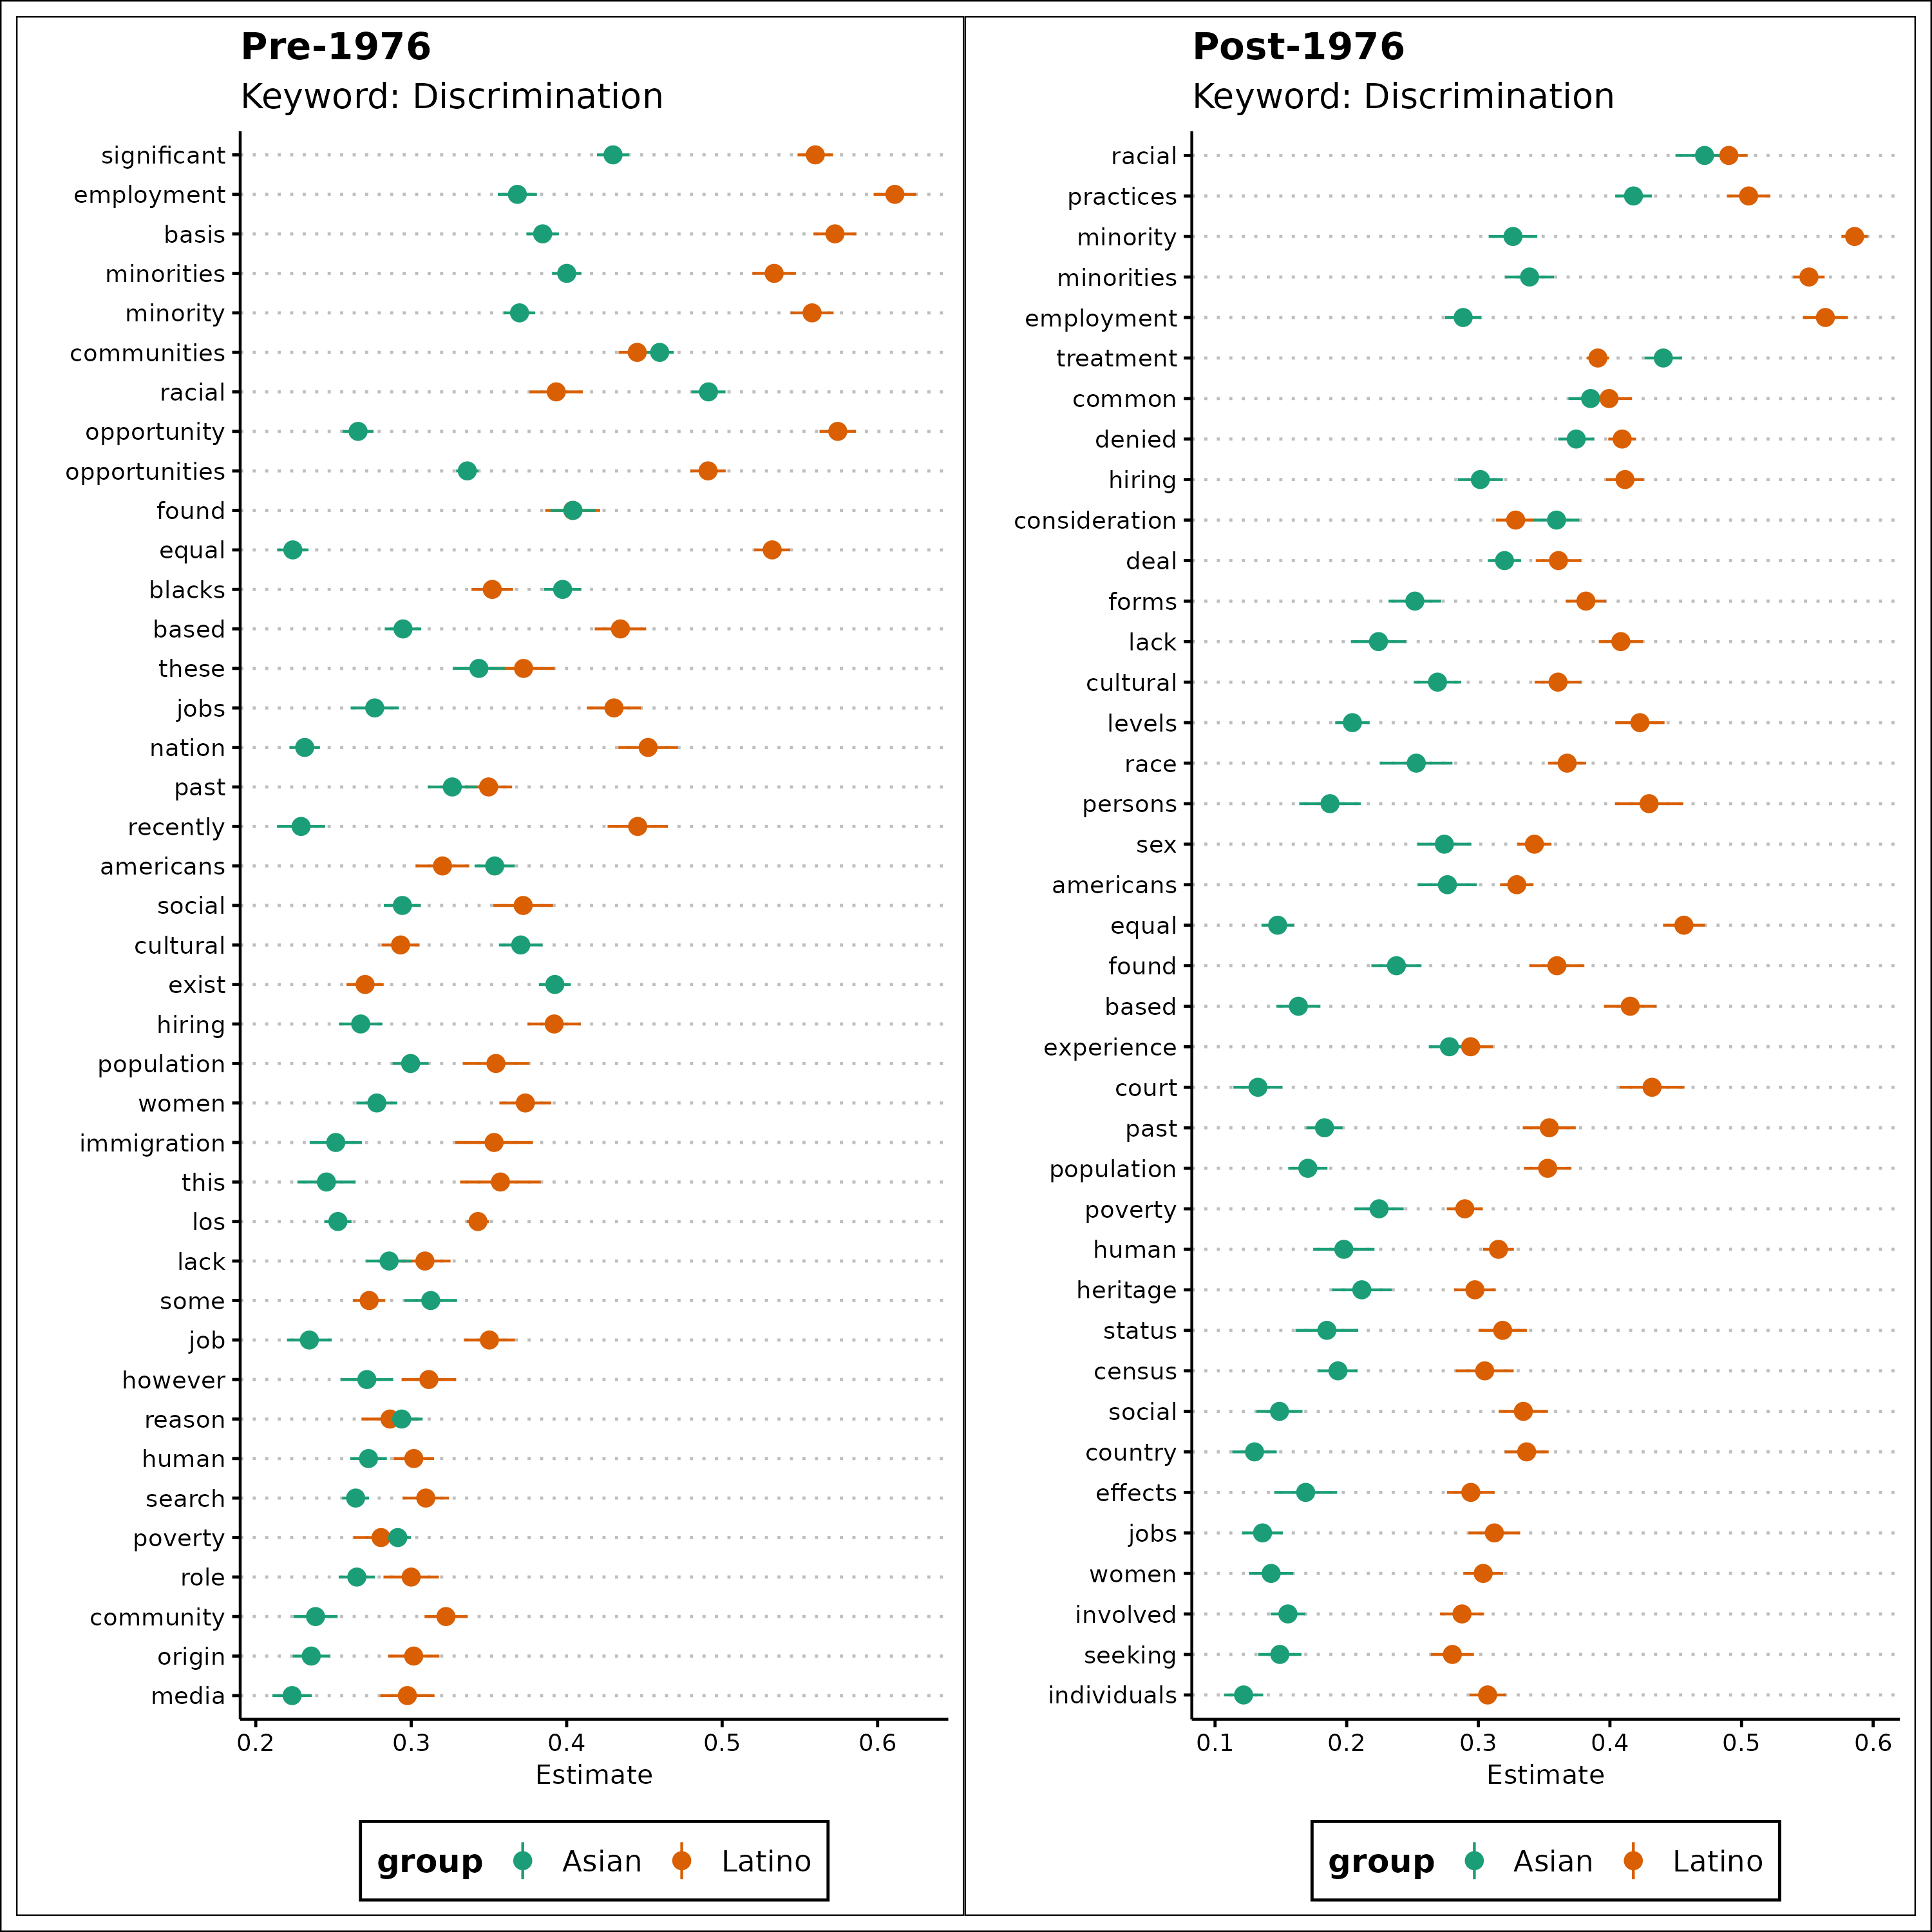 Pre-1976
Keyword: Discrimination
significant
employment
basis
minorities
minority
communities
racial
opportunity
opportunities
found
equal
blacks
based
these
jobs
nation
past
recently
americans
social
cultural
exist
hiring
population
women
immigration
this
los
lack
some
job
however
reason
human
search
poverty
role
community
origin
media
0.2 0.3 0.4 0.5 0.6
Estimate
group Asian Latino
Post-1976
Keyword: Discrimination
racial
practices
minority
minorities
employment
treatment
common
denied
hiring
consideration
deal
forms
lack
cultural
levels
race
persons
sex
americans
equal
found
based
experience
court
past
population
poverty
human
heritage
status
census
social
country
effects
jobs
women
involved
seeking
individuals
0.1 0.2 0.3 0.4 0.5 0.6
Estimate
group Asian Latino